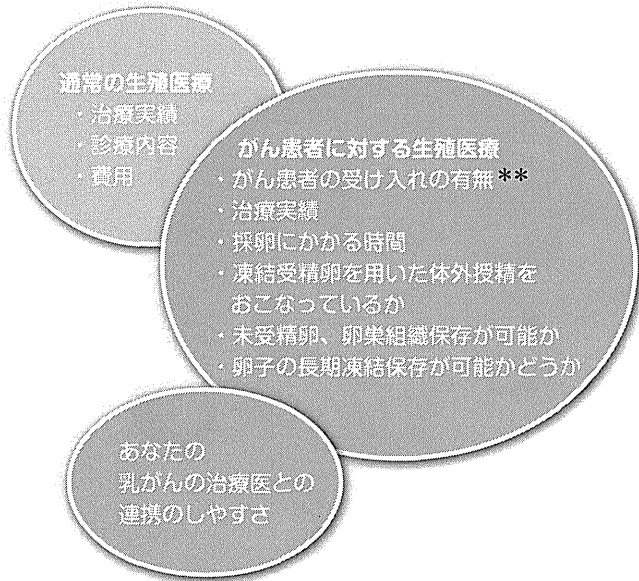 通常の生殖医療
・治療実績
・診療内容
・費用
がん患者に対する生殖医療
・がん患者の受け入れの有無**
・治療実績
・採卵にかかる時間
・凍結受精卵を用いた体外授精を
おこなっているか
・未受精卵、卵巣組織保存が可能か
・卵子の長期凍結保存が可能かどうか
あなたの
乳がんの治療医との
連携のしやすさ